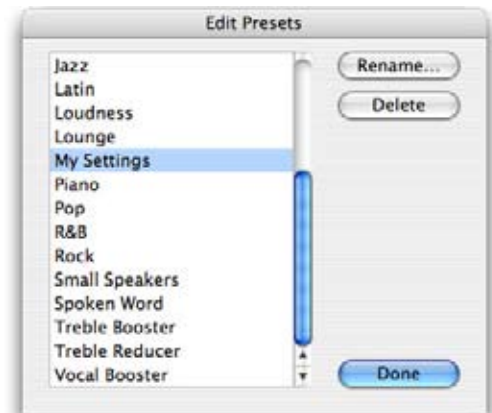 Edit Presets
Jazz
Latin
Loudness
Lounge
My Settings
Piano
Pop
R&B
Rock
Small Speakers
Spoken Word
Treble Booster
Treble Reducer
Vocal Booster
Rename...
Delete
Done